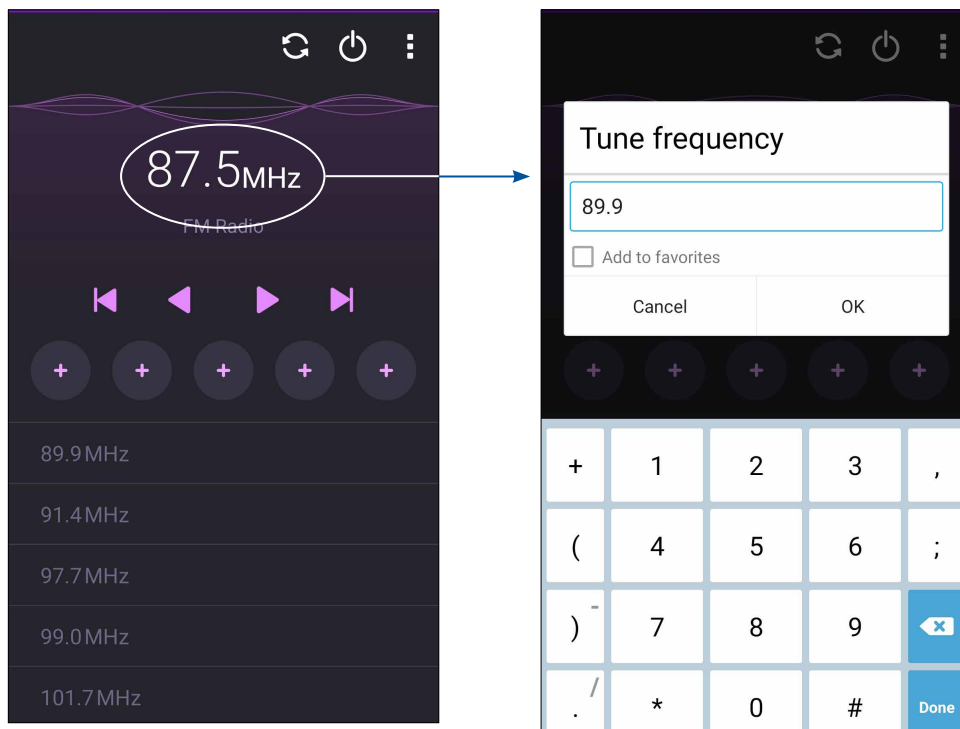 87.5MHz
FM Radio
+ + + + +
89.9MHz
91.4MHz
97.7MHz
99.0MHz
101.7MHz
Tune frequency
89.9
Add to favorites
Cancel OK
+ + + + +
+ 1 2 3 ,
( 4 5 6 ;
) - 7 8 9
. / * 0 # Done